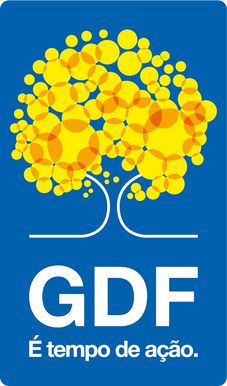 GDF
É tempo de ação.